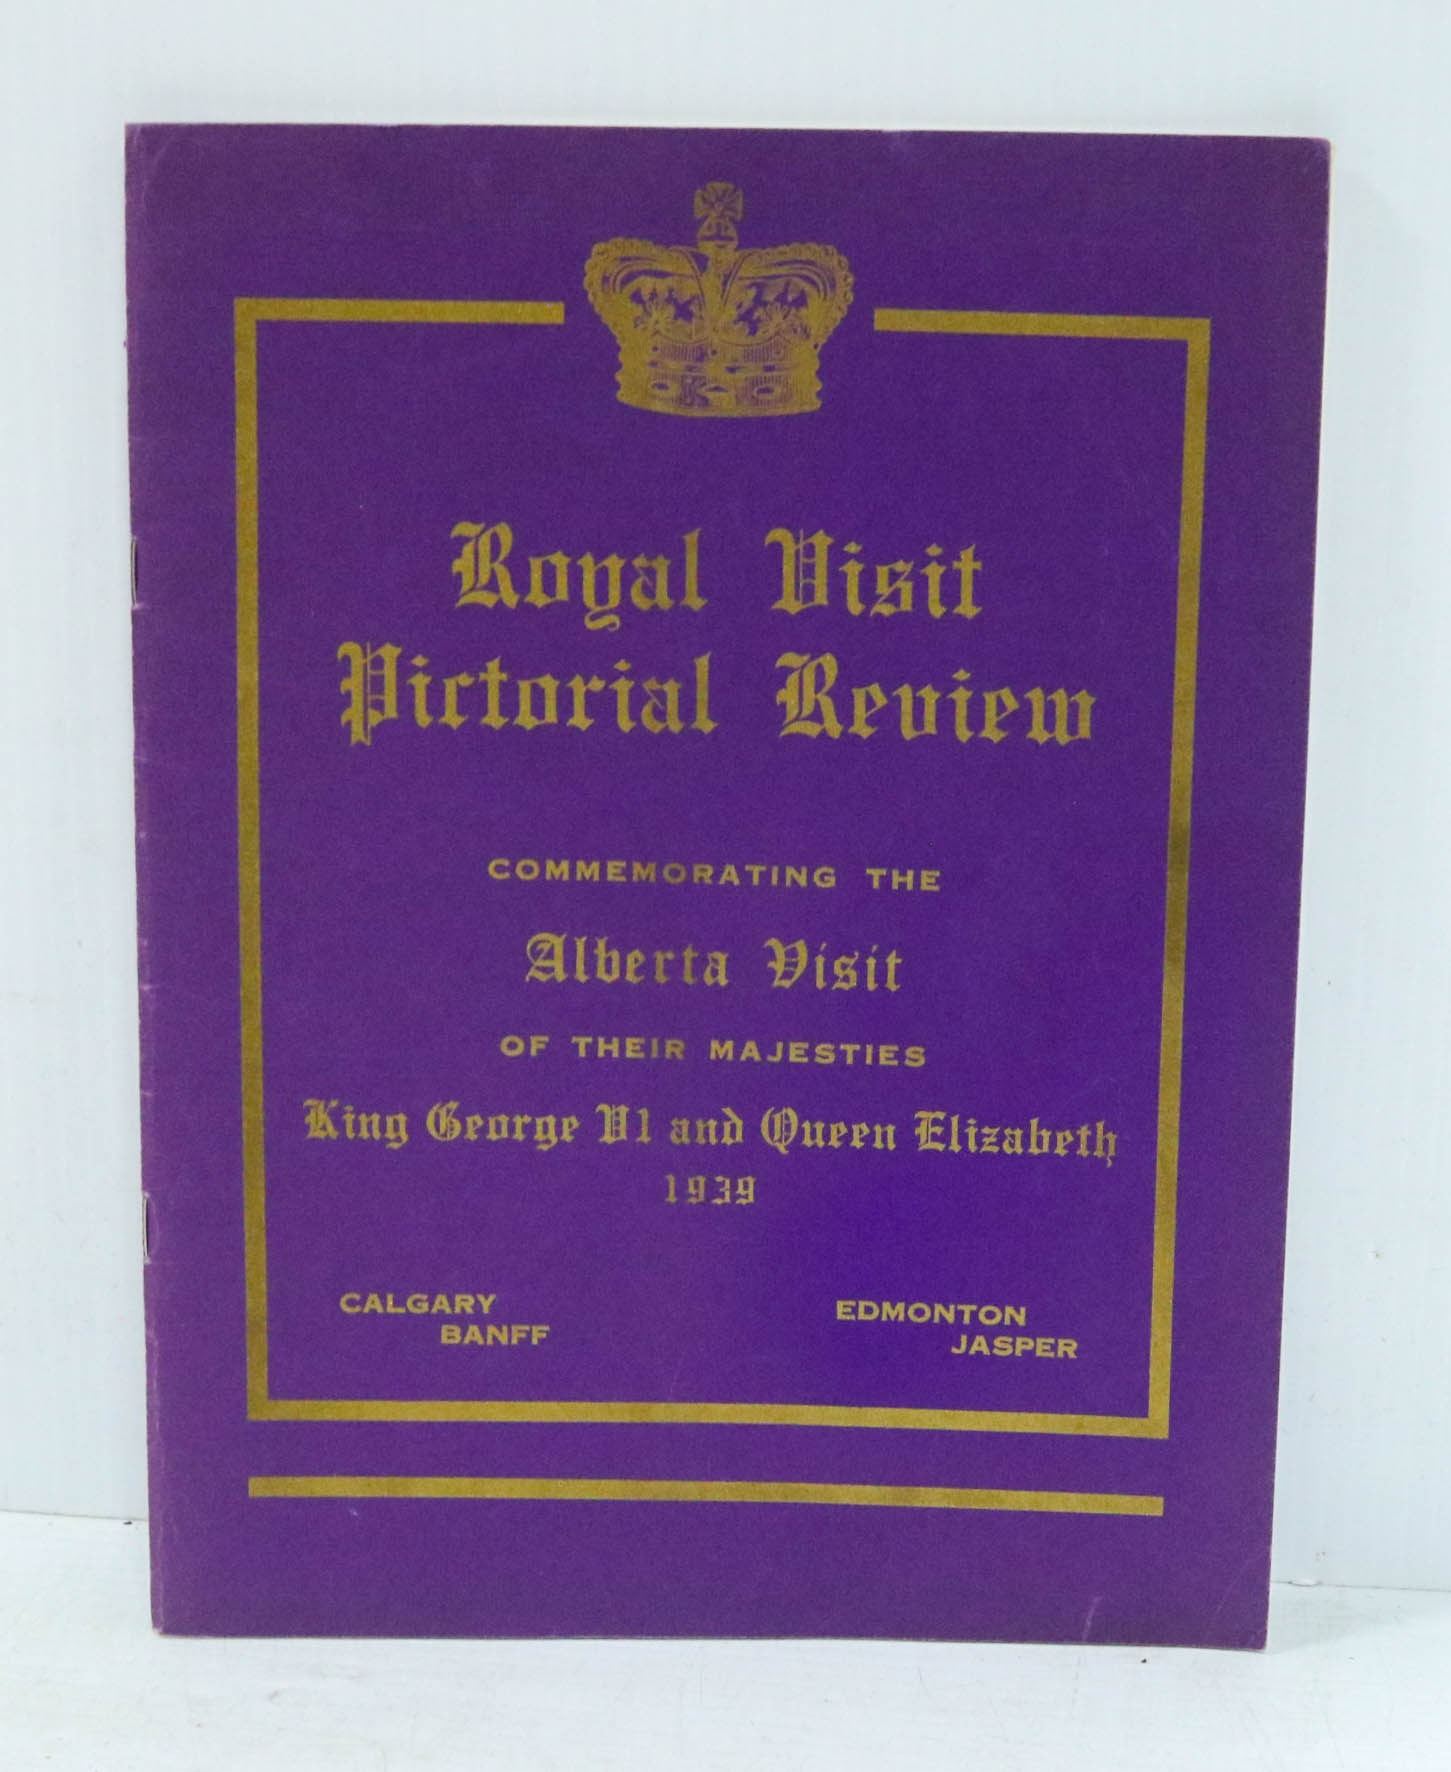 Royal Visit
Pictorial Review
COMMEMORATING THE
Alberta Visit
OF THEIR MAJESTIES
King George V1 and Queen Elizabeth
1939
CALGARY
BANFF
EDMONTON
JASPER